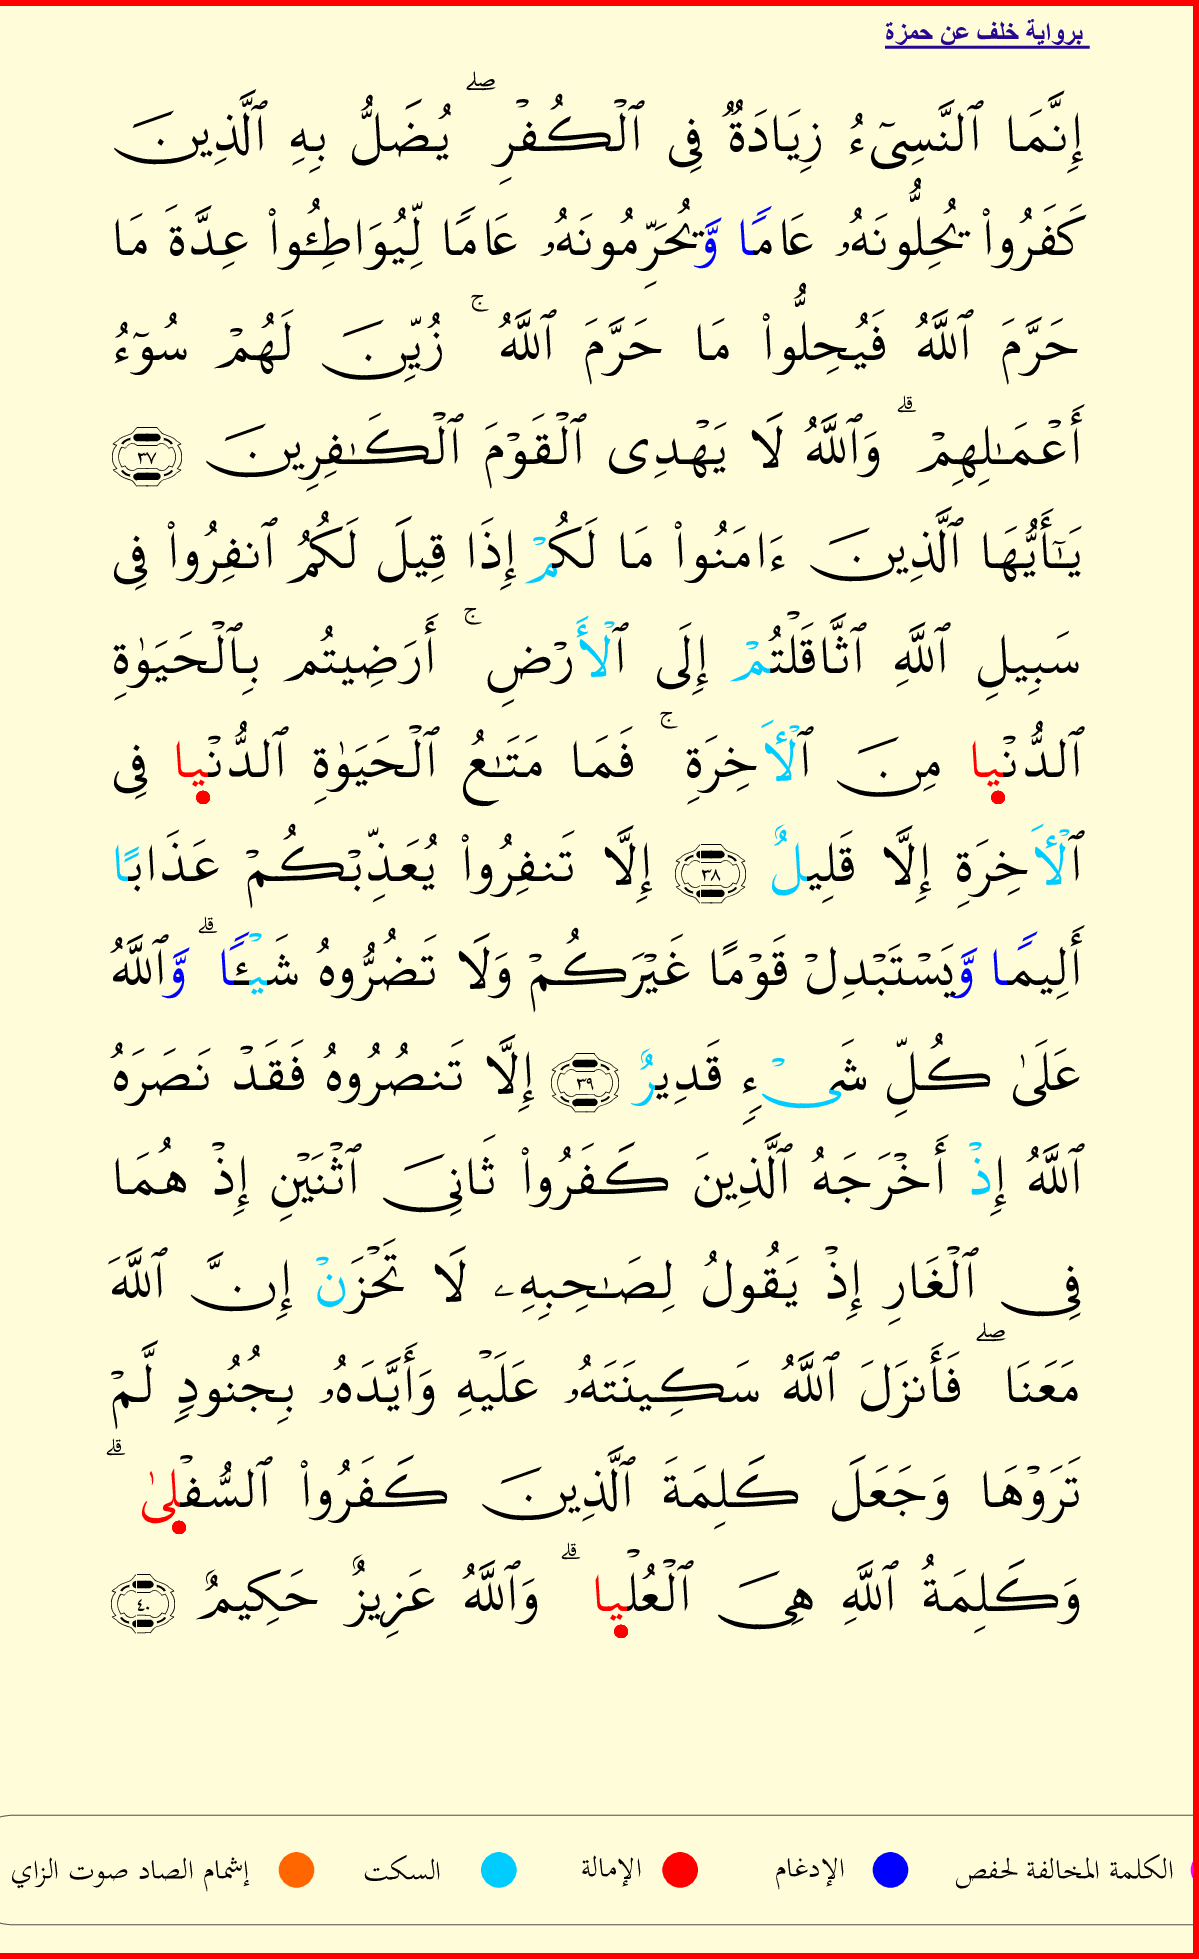 برواية خلف عن حمزة
إِنَّمَا ٱلنَّسِيٓءُ زِيَادَةٌ فِي ٱلۡكُفۡرِۖ يُضَلُّ بِهِ ٱلَّذِينَ
كَفَرُواْ يُحِلُّونَهُۥ عَامًا وَّيُحَرِّمُونَهُۥ عَامًا لِّيُوَاطِـُٔواْ عِدَّةَ مَا
حَرَّمَ ٱللَّهُ فَيُحِلُّواْ مَا حَرَّمَ ٱللَّهُۚ زُيِّنَ لَهُمۡ سُوٓءُ
أَعۡمَٰلِهِمۡۗ وَٱللَّهُ لَا يَهۡدِي ٱلۡقَوۡمَ ٱلۡكَٰفِرِينَ ٣٧
يَٰٓأَيُّهَا ٱلَّذِينَ ءَامَنُواْ مَا لَكُمۡ إِذَا قِيلَ لَكُمُ ٱنفِرُواْ فِي
سَبِيلِ ٱللَّهِ ٱثَّاقَلۡتُمۡ إِلَى ٱلۡأَرۡضِۚ أَرَضِيتُم بِٱلۡحَيَوٰةِ
ٱلدُّنۡيا مِنَ ٱلۡأَخِرَةِۚ فَمَا مَتَٰعُ ٱلۡحَيَوٰةِ ٱلدُّنۡيا فِي
ٱلۡأَخِرَةِ إِلَّا قَلِيلٌ ٣٨ إِلَّا تَنفِرُواْ يُعَذِّبۡكُمۡ عَذَابًا
أَلِيمًا وَّيَسۡتَبۡدِلۡ قَوۡمًا غَيۡرَكُمۡ وَلَا تَضُرُّوهُ شَيۡـًٔاۗ وَّٱللَّهُ
عَلَىٰ كُلِّ شَيۡءٍ قَدِيرٌ ٣٩ إِلَّا تَنصُرُوهُ فَقَدۡ نَصَرَهُ
ٱللَّهُ إِذۡ أَخۡرَجَهُ ٱلَّذِينَ كَفَرُواْ ثَانِيَ ٱثۡنَيۡنِ إِذۡ هُمَا
فِي ٱلۡغَارِ إِذۡ يَقُولُ لِصَٰحِبِهِۦ لَا تَحۡزَنۡ إِنَّ ٱللَّهَ
مَعَنَاۖ فَأَنزَلَ ٱللَّهُ سَكِينَتَهُۥ عَلَيۡهِ وَأَيَّدَهُۥ بِجُنُودٍ لَّمۡ
تَرَوۡهَا وَجَعَلَ كَلِمَةَ ٱلَّذِينَ كَفَرُواْ ٱلسُّفۡلِىٰۗ
وَكَلِمَةُ ٱللَّهِ هِيَ ٱلۡعُلۡياۗ وَٱللَّهُ عَزِيزٌ حَكِيمٌ ٤٠
الكلمة المخالفة لحفص الإدغام الإمالة السكت إشمام الصاد صوت الزاي